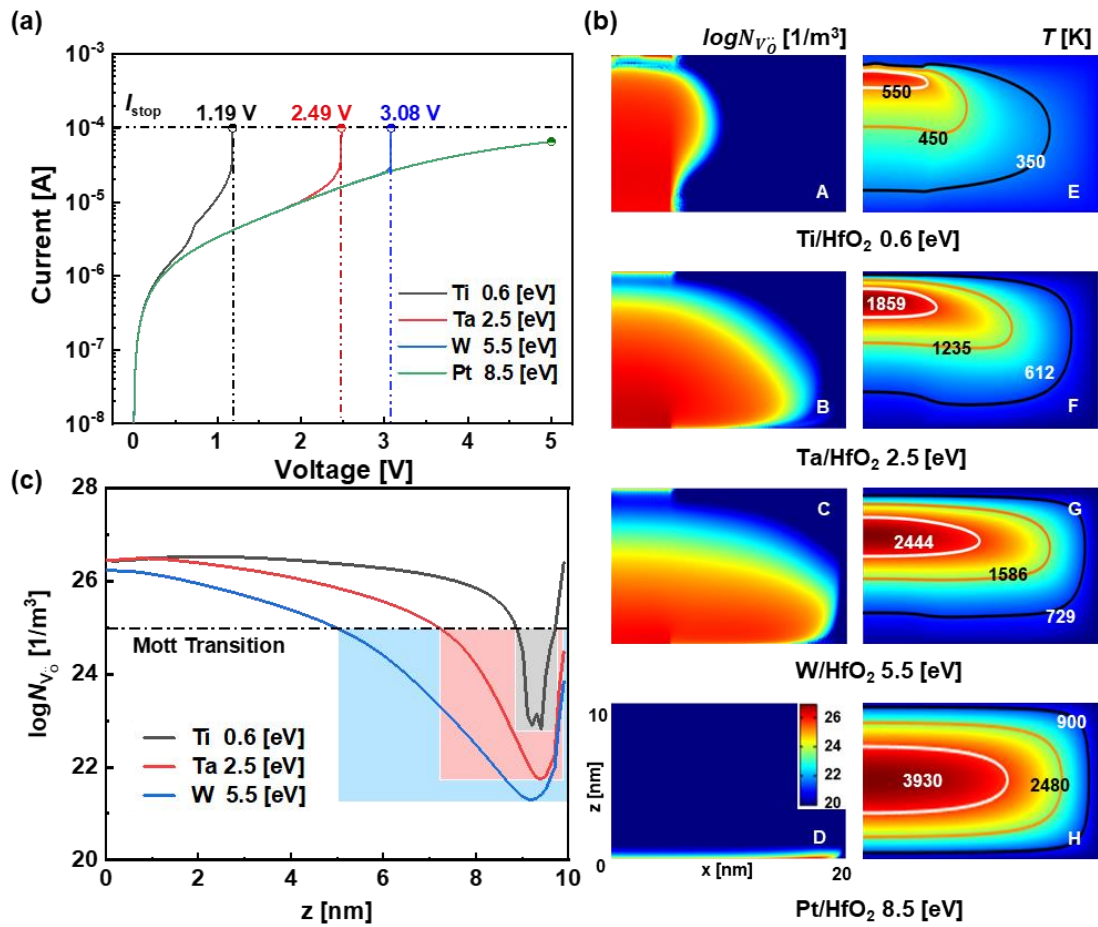 (a)
10⁻³
10⁻⁴
10⁻⁵
10⁻⁶
10⁻⁷
10⁻⁸
Current [A]
I_stop
1.19 V
2.49 V
3.08 V
Ti 0.6 [eV]
Ta 2.5 [eV]
W 5.5 [eV]
Pt 8.5 [eV]
0 1 2 3 4 5
Voltage [V]
(b)
logN_{V_Ö} [1/m³]
T [K]
A
550
450
350
E
Ti/HfO₂ 0.6 [eV]
B
1859
1235
612
F
Ta/HfO₂ 2.5 [eV]
C
G
2444
1586
729
W/HfO₂ 5.5 [eV]
10
z [nm]
0
x [nm]
20
26
24
22
20
D
900
3930
2480
H
Pt/HfO₂ 8.5 [eV]
(c)
28
26
24
22
20
logN_{V_Ö} [1/m³]
Mott Transition
Ti 0.6 [eV]
Ta 2.5 [eV]
W 5.5 [eV]
0 2 4 6 8 10
z [nm]